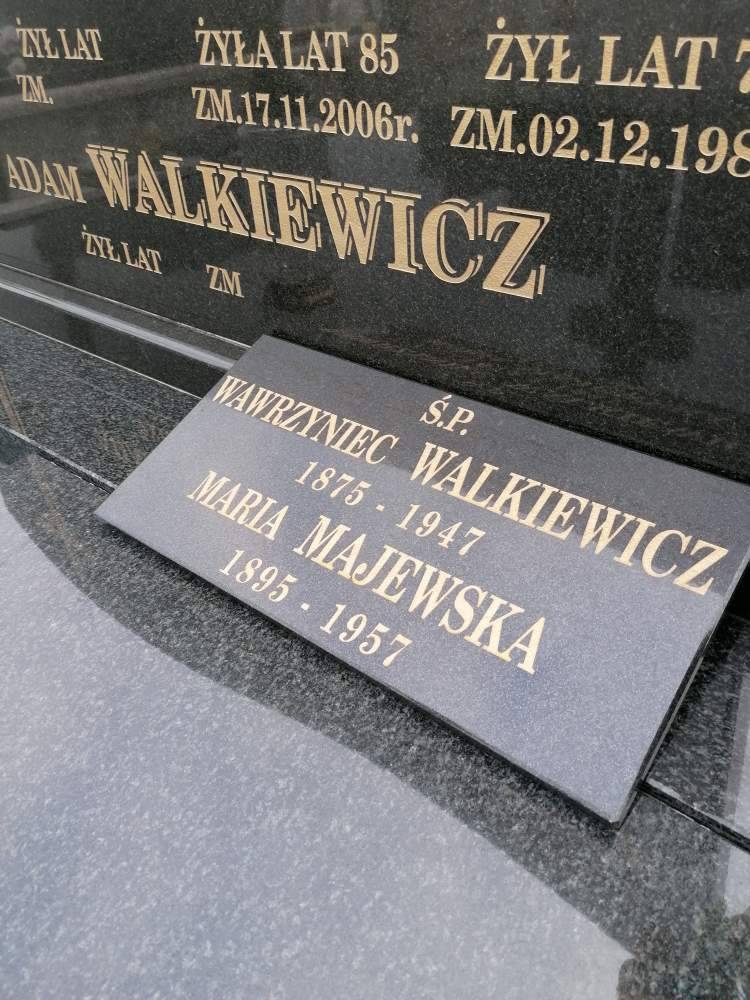 ŻYŁ LAT ŻYŁA LAT 85 ŻYŁ LAT
ZM. ZM.17.11.2006r. ZM.02.12.198
ADAM WALKIEWICZ
ŻYŁ LAT ZM
Ś.P.
WAWRZYNIEC WALKIEWICZ
1875 - 1947
MARIA MAJEWSKA
1895 - 1957